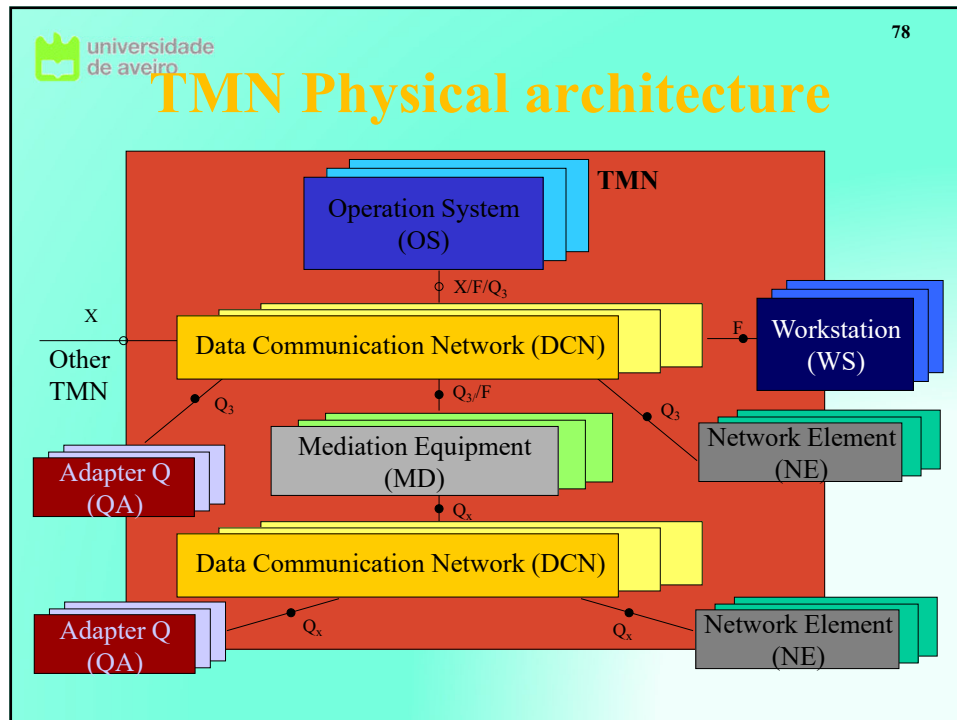 78
universidade
de aveiro
TMN Physical architecture
TMN
Operation System
(OS)
X/F/Q3
X
Other
TMN
Data Communication Network (DCN)
F
Workstation
(WS)
Q3
Q3/F
Q3
Adapter Q
(QA)
Mediation Equipment
(MD)
Network Element
(NE)
Qx
Data Communication Network (DCN)
Adapter Q
(QA)
Qx
Qx
Network Element
(NE)